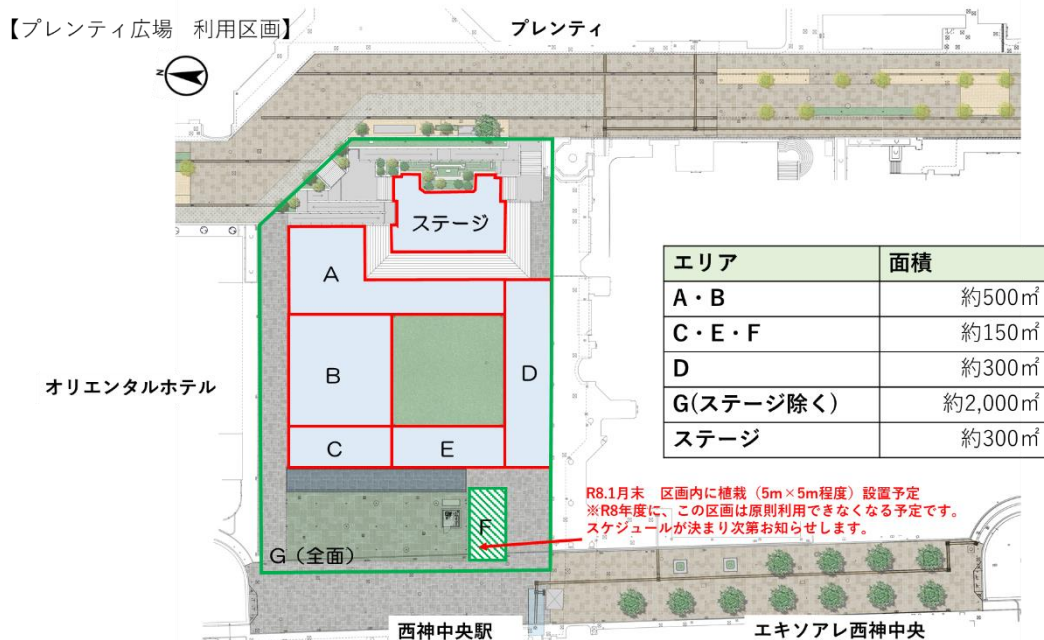 【プレンティ広場　利用区画】
プレンティ
N
ステージ
A
オリエンタルホテル
B
D
C
E
F
G（全面）
エリア 面積
A・B 約500㎡
C・E・F 約150㎡
D 約300㎡
G(ステージ除く) 約2,000㎡
ステージ 約300㎡
R8.1月末　区画内に植栽（5m×5m程度）設置予定
※R8年度に、この区画は原則利用できなくなる予定です。
スケジュールが決まり次第お知らせします。
西神中央駅
エキソアレ西神中央